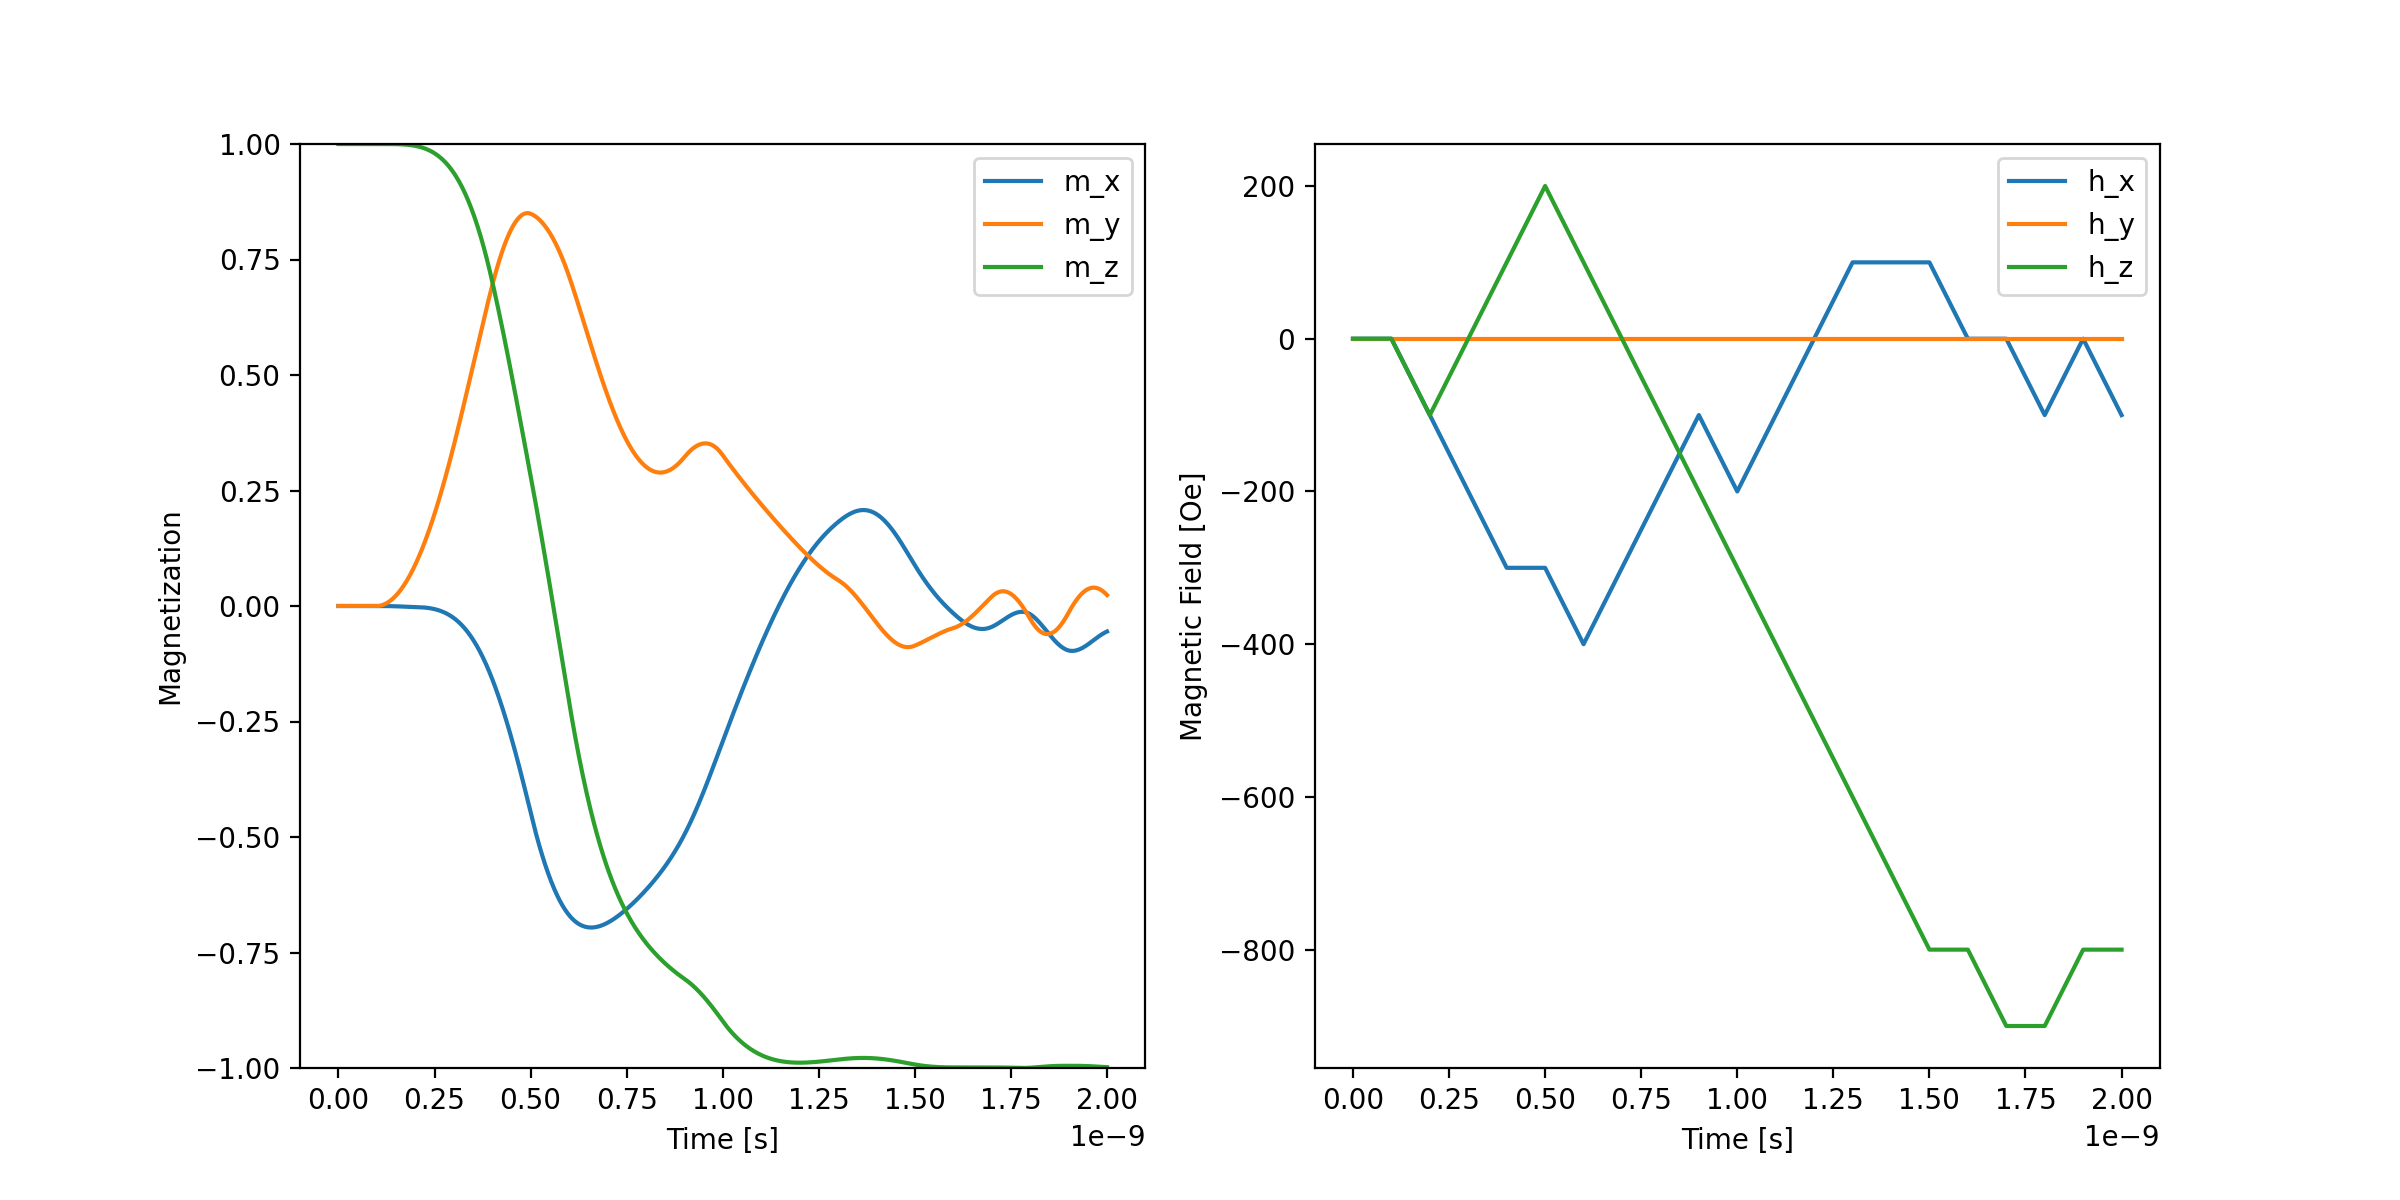 1.00
0.75
0.50
0.25
0.00
−0.25
−0.50
−0.75
−1.00
Magnetization
m_x
m_y
m_z
0.00 0.25 0.50 0.75 1.00 1.25 1.50 1.75 2.00
Time [s]
1e−9
200
0
−200
−400
−600
−800
Magnetic Field [Oe]
h_x
h_y
h_z
0.00 0.25 0.50 0.75 1.00 1.25 1.50 1.75 2.00
Time [s]
1e−9